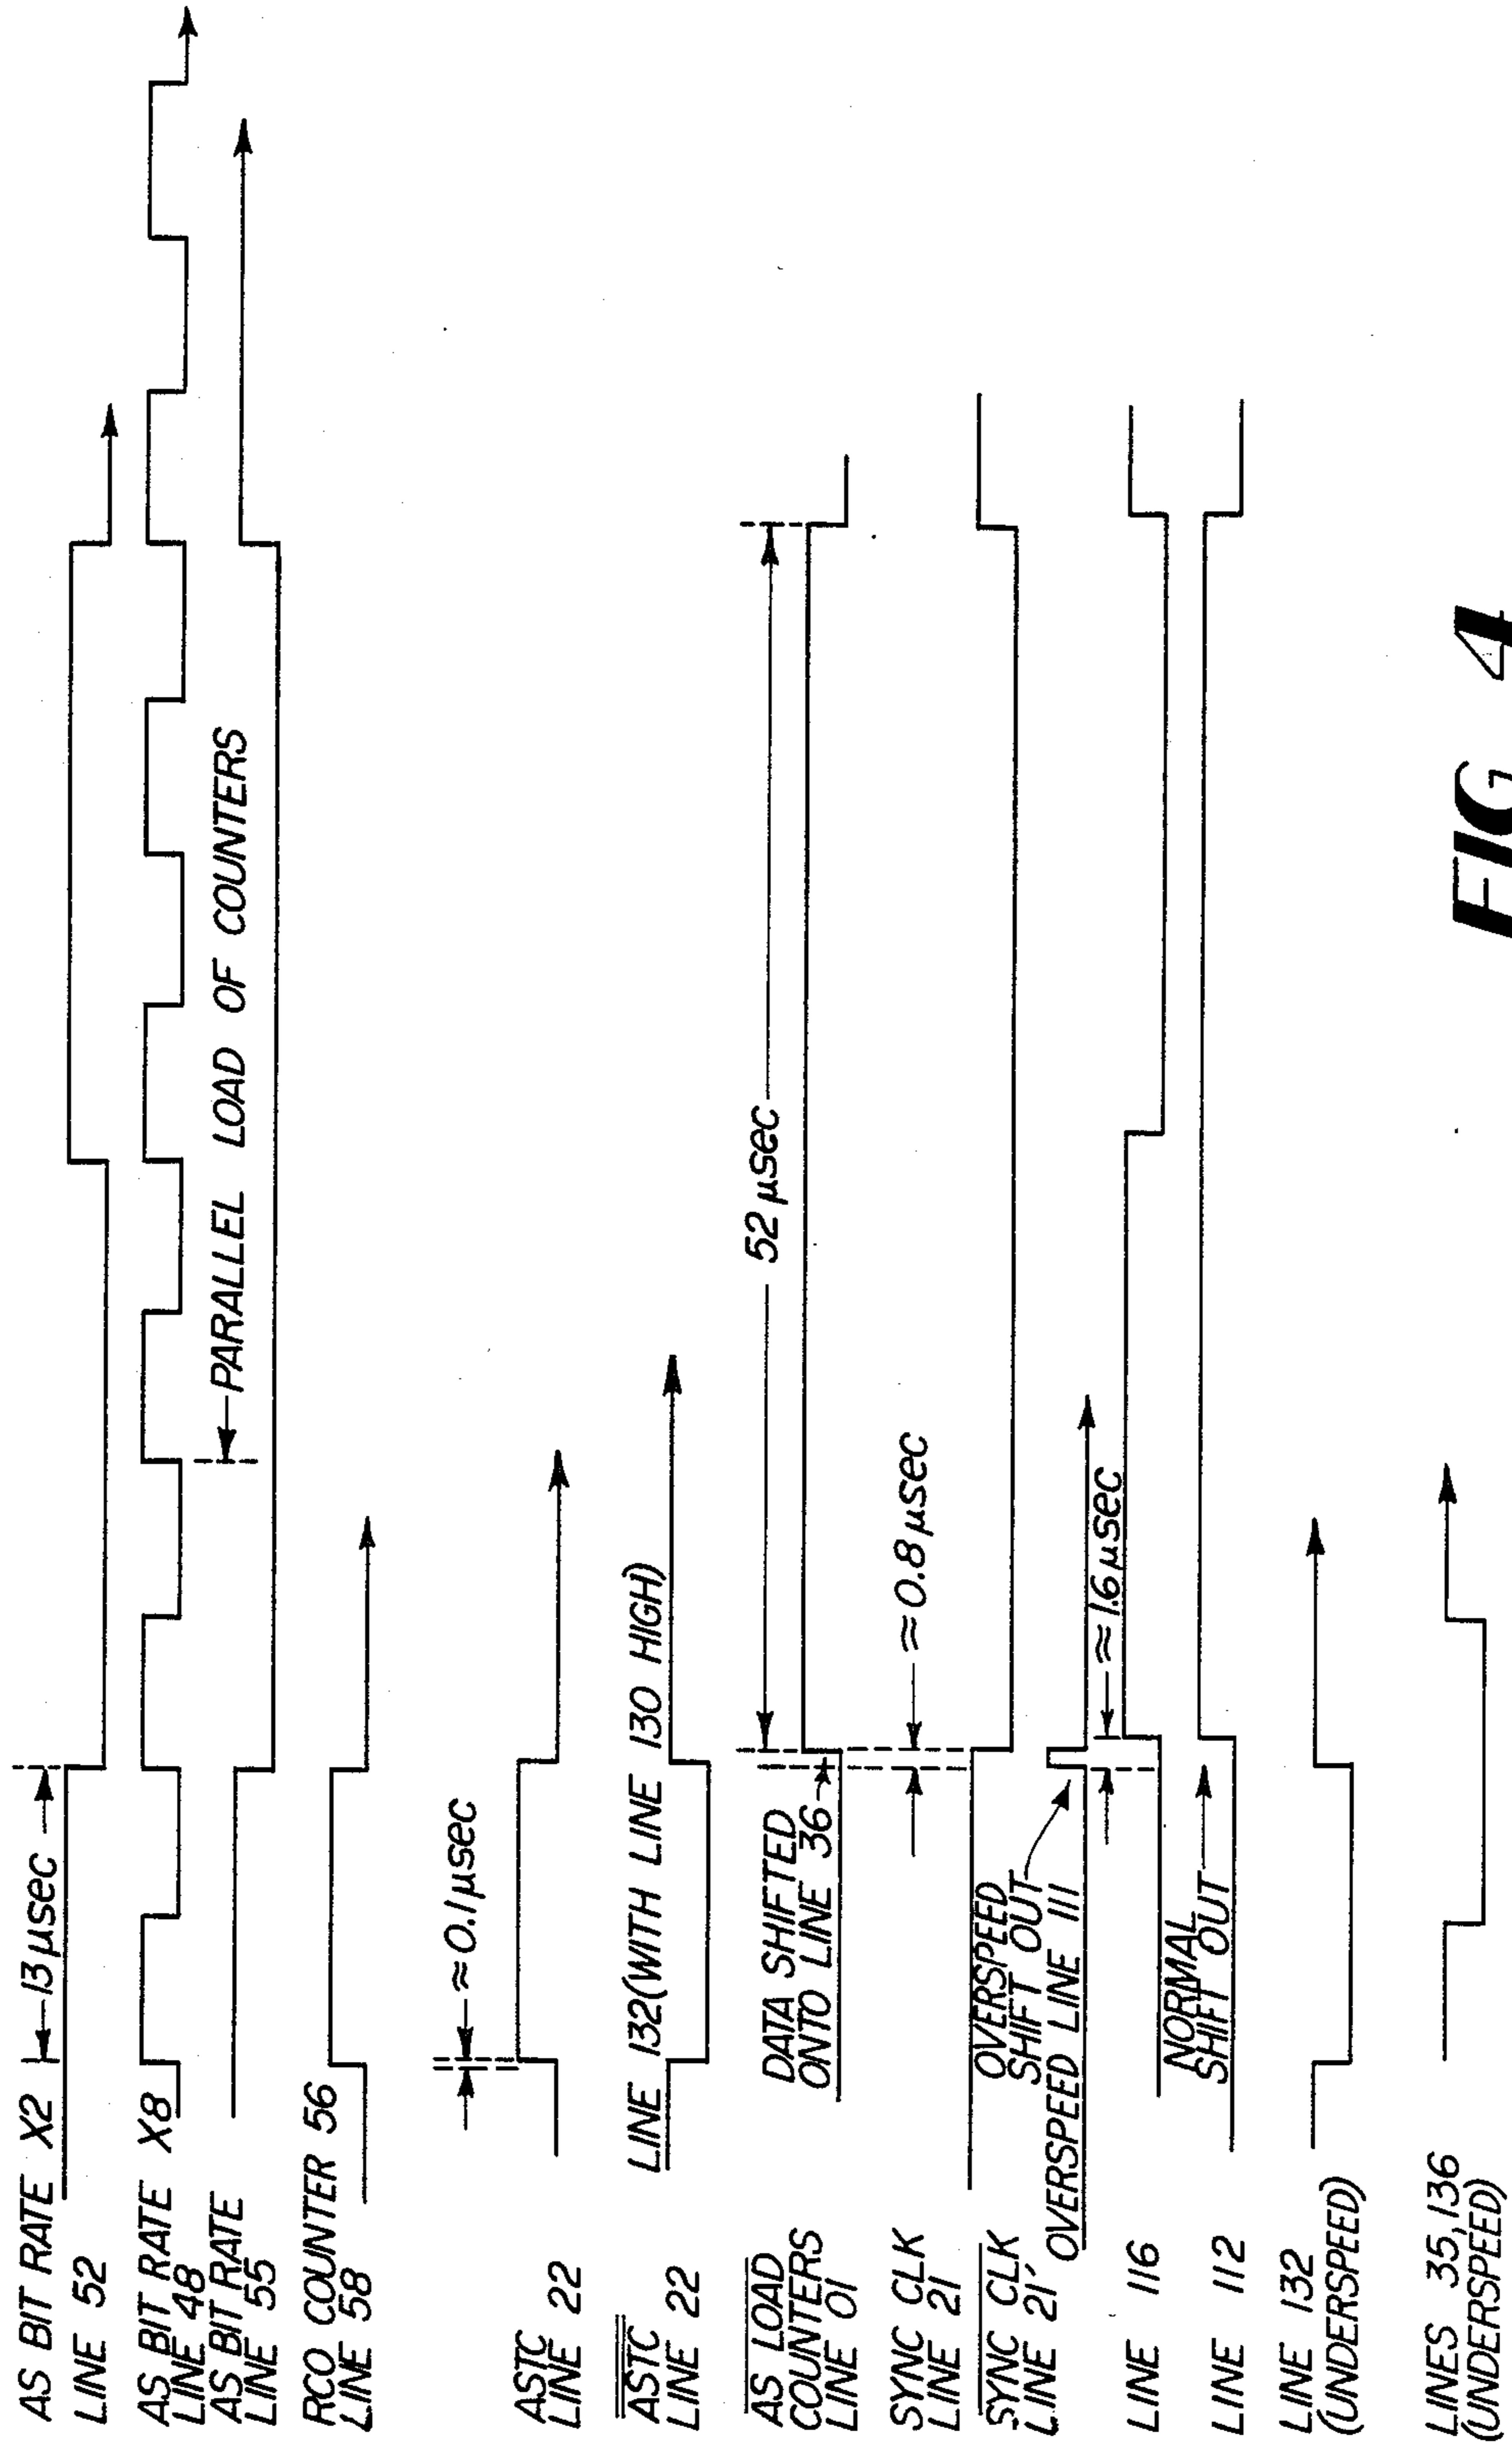 AS BIT RATE X2
13 μsec
LINE 52
AS BIT RATE X8
LINE 48
AS BIT RATE
LINE 55
PARALLEL LOAD OF COUNTERS
RCO COUNTER 56
LINE 58
≈0.1 μsec
ASTC
LINE 22
LINE 132 (WITH LINE 130 HIGH)
ASTC
LINE 22
52 μsec
DATA SHIFTED
ONTO LINE 36
AS LOAD
COUNTERS
LINE 01
≈0.8 μsec
SYNC CLK
LINE 21
OVERSPEED
SHIFT OUT
SYNC CLK
LINE 21'
OVERSPEED LINE 111
≈1.6 μsec
LINE 116
NORMAL
SHIFT OUT
LINE 112
LINE 132
(UNDERSPEED)
LINES 35,136
(UNDERSPEED)
FIG 4